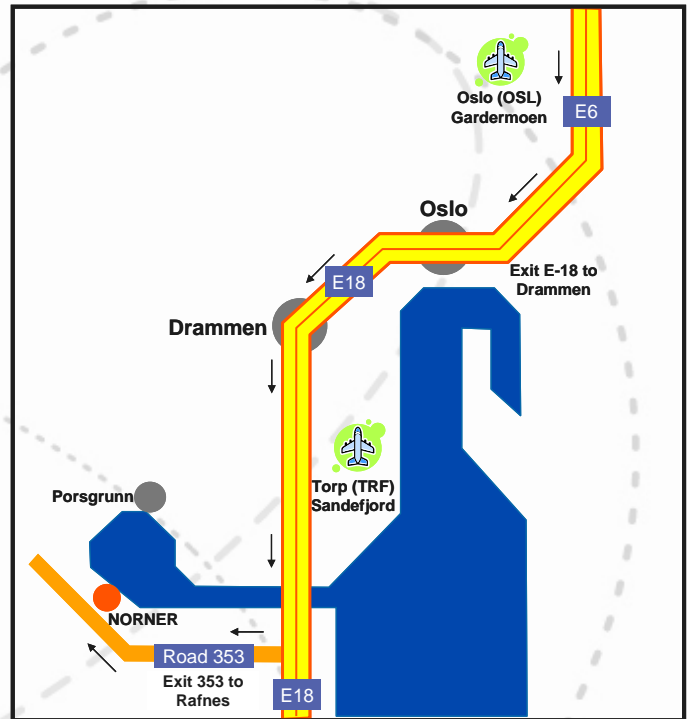 Oslo (OSL)
Gardermoen
E6
Oslo
Exit E-18 to
Drammen
E18
Drammen
Torp (TRF)
Sandefjord
Porsgrunn
NORNER
Road 353
Exit 353 to
Rafnes
E18